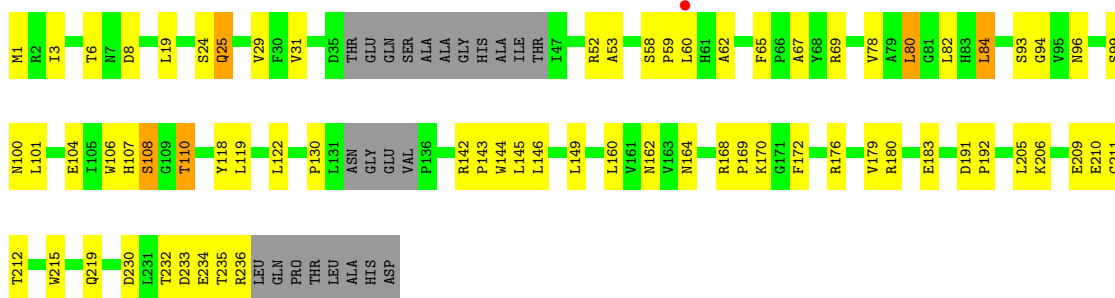 M1 R2 I3 T6 N7 D8 L19 S24 Q25 V29 F30 V31 D35 THR GLU GLN SER ALA ALA GLY HIS ALA ILE THR I47 R52 A53 S58 P59 L60 H61 A62 F65 P66 A67 Y68 R69 V78 A79 L80 G81 L82 H83 L84 S93 G94 V95 N96
N100 L101 E104 I105 W106 H107 S108 G109 T110 Y118 L119 L122 P130 L131 ASN GLY GLU VAL P136 R142 P143 W144 L145 L146 L149 L160 V161 N162 V163 N164 R168 P169 K170 G171 F172 R176 V179 R180 E183 D191 P192 L205 K206 E209 E210
T212 W215 Q219 D230 L231 T232 D233 E234 T235 R236 LEU GLN PRO THR LEU ALA HIS ASP